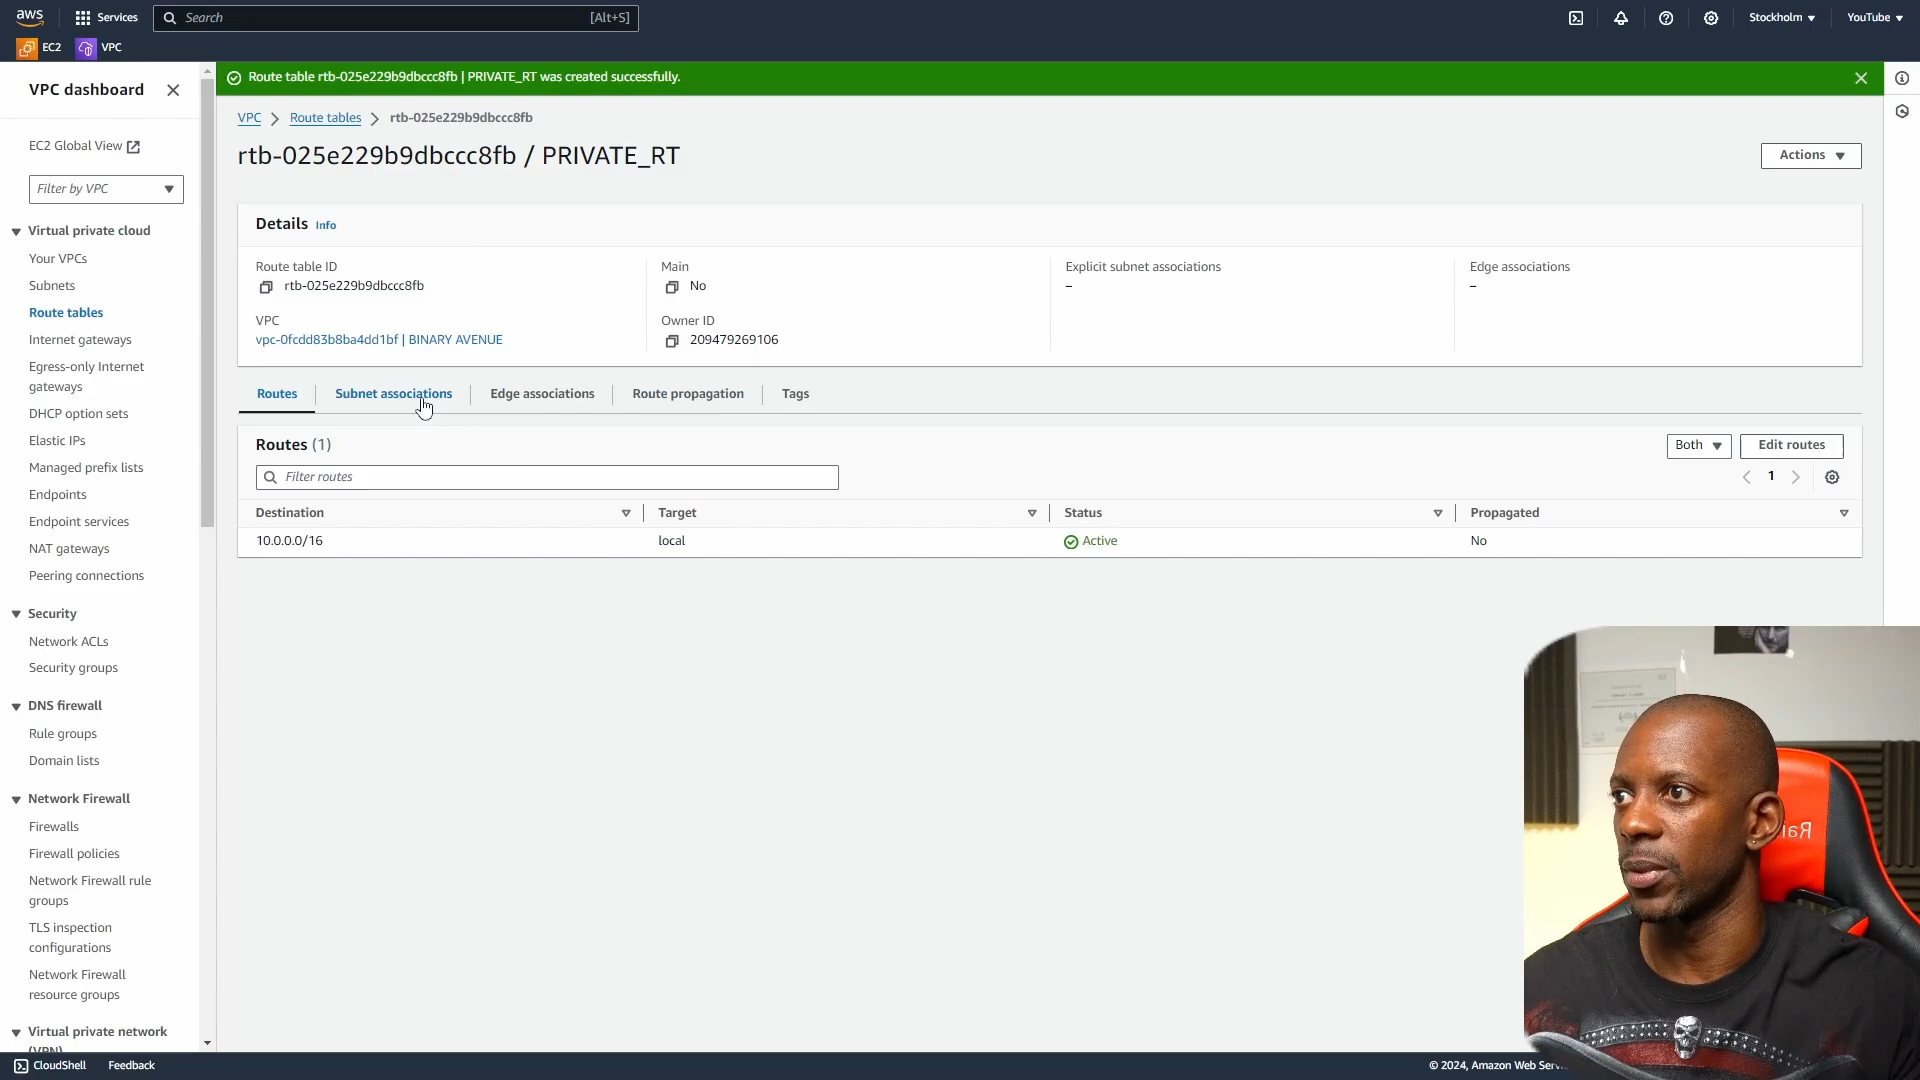 aws
Services
Search
[Alt+S]
Stockholm
YouTube
EC2
VPC
VPC dashboard
EC2 Global View
Filter by VPC
Virtual private cloud
Your VPCs
Subnets
Route tables
Internet gateways
Egress-only Internet
gateways
DHCP option sets
Elastic IPs
Managed prefix lists
Endpoints
Endpoint services
NAT gateways
Peering connections
Security
Network ACLs
Security groups
DNS firewall
Rule groups
Domain lists
Network Firewall
Firewalls
Firewall policies
Network Firewall rule
groups
TLS inspection
configurations
Network Firewall
resource groups
Virtual private network
(VPN)
Route table rtb-025e229b9dbccc8fb | PRIVATE_RT was created successfully.
VPC > Route tables > rtb-025e229b9dbccc8fb
rtb-025e229b9dbccc8fb / PRIVATE_RT
Actions
Details Info
Route table ID
rtb-025e229b9dbccc8fb
Main
No
Explicit subnet associations
–
Edge associations
–
VPC
vpc-0fcdd83b8ba4dd1bf | BINARY AVENUE
Owner ID
209479269106
Routes
Subnet associations
Edge associations
Route propagation
Tags
Routes (1)
Both
Edit routes
Filter routes
1
Destination
Target
Status
Propagated
10.0.0.0/16
local
Active
No
CloudShell
Feedback
© 2024, Amazon Web